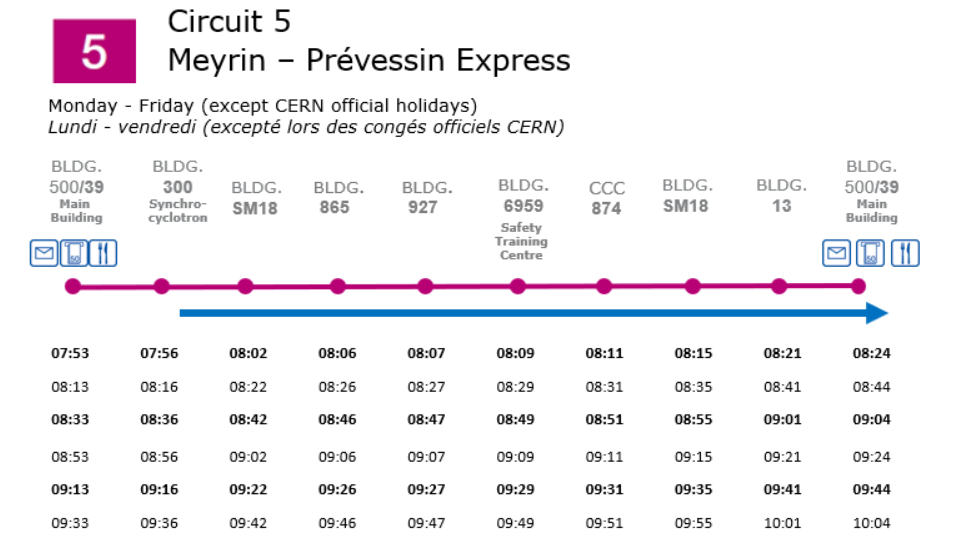 5
Circuit 5
Meyrin – Prévessin Express
Monday - Friday (except CERN official holidays)
Lundi - vendredi (excepté lors des congés officiels CERN)
BLDG.
500/39
Main
Building
BLDG.
300
Synchro-
cyclotron
BLDG.
SM18
BLDG.
865
BLDG.
927
BLDG.
6959
Safety
Training
Centre
CCC
874
BLDG.
SM18
BLDG.
13
BLDG.
500/39
Main
Building
50
50
07:53 07:56 08:02 08:06 08:07 08:09 08:11 08:15 08:21 08:24
08:13 08:16 08:22 08:26 08:27 08:29 08:31 08:35 08:41 08:44
08:33 08:36 08:42 08:46 08:47 08:49 08:51 08:55 09:01 09:04
08:53 08:56 09:02 09:06 09:07 09:09 09:11 09:15 09:21 09:24
09:13 09:16 09:22 09:26 09:27 09:29 09:31 09:35 09:41 09:44
09:33 09:36 09:42 09:46 09:47 09:49 09:51 09:55 10:01 10:04